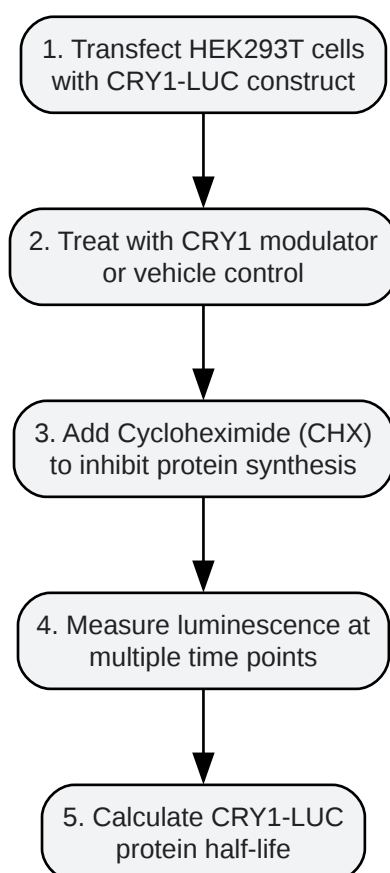 1. Transfect HEK293T cells
with CRY1-LUC construct
2. Treat with CRY1 modulator
or vehicle control
3. Add Cycloheximide (CHX)
to inhibit protein synthesis
4. Measure luminescence at
multiple time points
5. Calculate CRY1-LUC
protein half-life